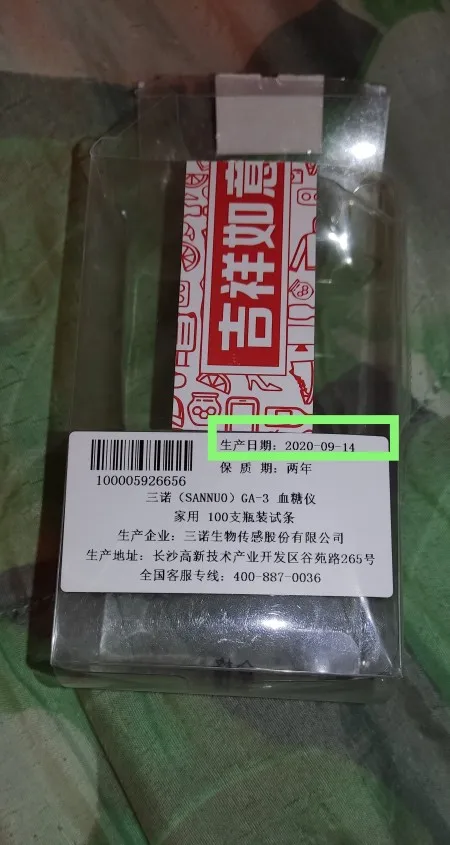 吉祥如意
生产日期: 2020-09-14
保 质 期: 两年
100005926656
三诺（SANNUO）GA-3 血糖仪
家用 100支瓶装试条
生产企业: 三诺生物传感股份有限公司
生产地址: 长沙高新技术产业开发区谷苑路265号
全国客服专线: 400-887-0036